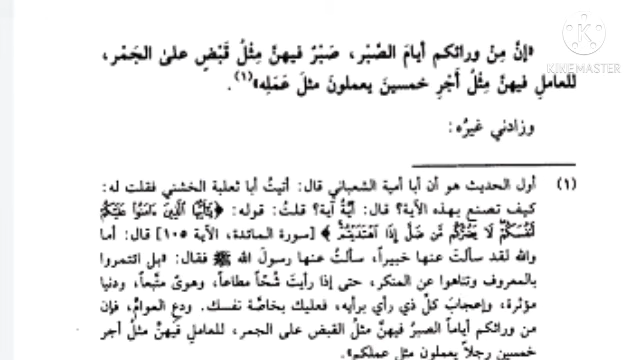 KINEMASTER
«إنَّ مِنْ ورائكم أيامَ الصَّبْر، صَبْرٌ فيهنَّ مِثْلُ قَبْضٍ على الجَمْر،
للعاملِ فيهنَّ مِثْلُ أَجْرِ خمسينَ يعملونَ مثلَ عَمَلِه»(١).
وزادني غيرُه:
(١) أول الحديث هو أن أبا أمية الشعباني قال: أتيتُ أبا ثعلبة الخشني فقلت له:
كيف تصنع بهذه الآية؟ قال: أيَّةُ آية؟ قلتُ: قوله: ﴿يَٰٓأَيُّهَا ٱلَّذِينَ ءَامَنُوا۟ عَلَيْكُمْ
أَنفُسَكُمْ لَا يَضُرُّكُم مَّن ضَلَّ إِذَا ٱهْتَدَيْتُمْ﴾ [سورة المائدة، الآية ١٠٥] قال: أما
والله لقد سألتَ عنها خبيراً، سألتُ عنها رسولَ الله ﷺ فقال: «بل ائتمروا
بالمعروف وتناهوا عن المنكر، حتى إذا رأيتَ شُحّاً مطاعاً، وهوىً متَّبعاً، ودنيا
مؤثرة، وإعجابَ كلِّ ذي رأي برأيه، فعليك بخاصَّة نفسك. ودعِ العوامَّ، فإن
من ورائكم أياماً الصبرُ فيهنَّ مثلُ القبض على الجمر، للعاملِ فيهنَّ مثلُ أجر
خمسين رجلاً يعملون مثل عملكم».